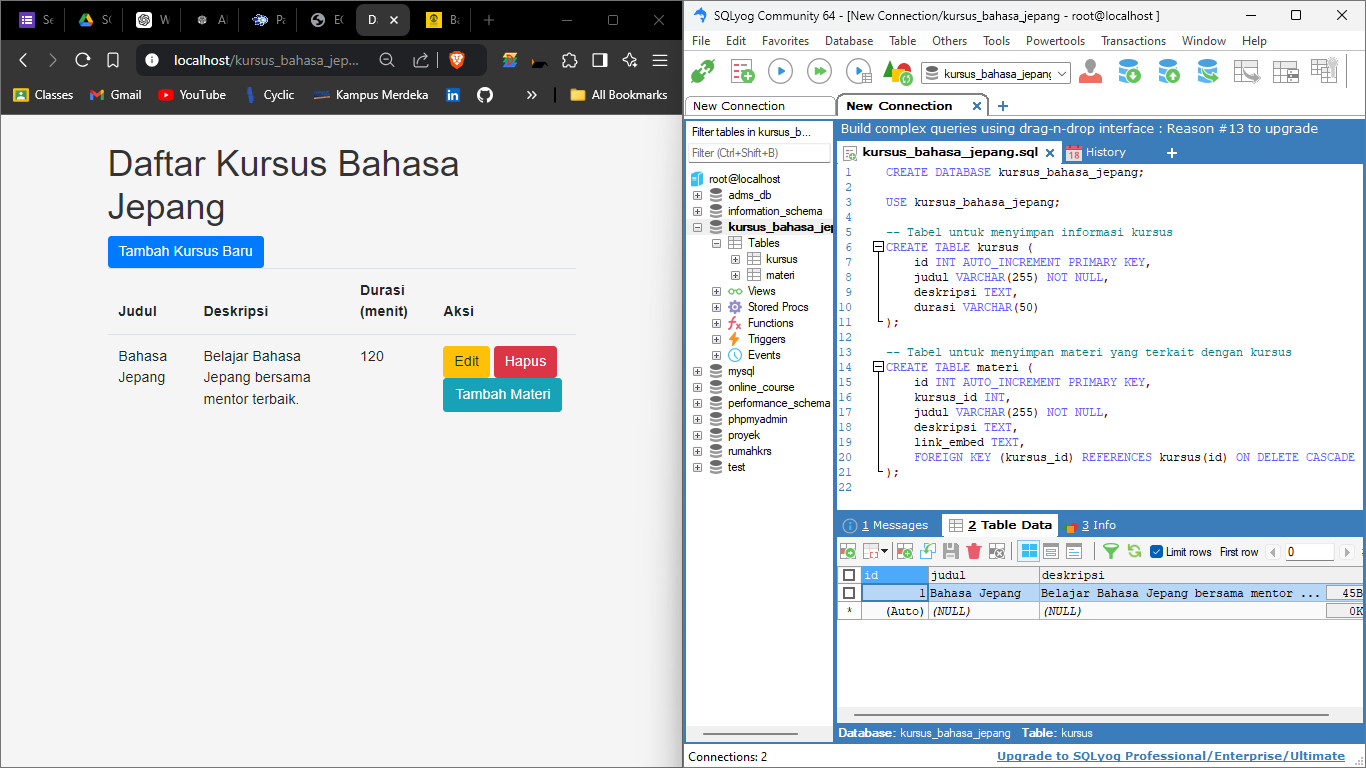 Se
SC
W
Al
Pa
EC
D
Ba
localhost/kursus_bahasa_jep...
Classes
Gmail
YouTube
Cyclic
Kampus Merdeka
All Bookmarks
Daftar Kursus Bahasa
Jepang
Tambah Kursus Baru
Judul Deskripsi Durasi (menit) Aksi
Bahasa Jepang
Belajar Bahasa
Jepang bersama
mentor terbaik.
120
Edit Hapus
Tambah Materi
SQLyog Community 64 - [New Connection/kursus_bahasa_jepang - root@localhost ]
File Edit Favorites Database Table Others Tools Powertools Transactions Window Help
kursus_bahasa_jepang
New Connection
New Connection
Filter tables in kursus_b...
Filter (Ctrl+Shift+B)
root@localhost
adms_db
information_schema
kursus_bahasa_jep
Tables
kursus
materi
Views
Stored Procs
Functions
Triggers
Events
mysql
online_course
performance_schema
phpmyadmin
proyek
rumahkrs
test
Build complex queries using drag-n-drop interface : Reason #13 to upgrade
kursus_bahasa_jepang.sql
18 History
1 CREATE DATABASE kursus_bahasa_jepang;
2
3 USE kursus_bahasa_jepang;
4
5 -- Tabel untuk menyimpan informasi kursus
6 CREATE TABLE kursus (
7 id INT AUTO_INCREMENT PRIMARY KEY,
8 judul VARCHAR(255) NOT NULL,
9 deskripsi TEXT,
10 durasi VARCHAR(50)
11 );
12
13 -- Tabel untuk menyimpan materi yang terkait dengan kursus
14 CREATE TABLE materi (
15 id INT AUTO_INCREMENT PRIMARY KEY,
16 kursus_id INT,
17 judul VARCHAR(255) NOT NULL,
18 deskripsi TEXT,
19 link_embed TEXT,
20 FOREIGN KEY (kursus_id) REFERENCES kursus(id) ON DELETE CASCADE
21 );
22
1 Messages 2 Table Data 3 Info
Limit rows First row 0
id judul deskripsi
1 Bahasa Jepang Belajar Bahasa Jepang bersama mentor ... 45B
* (Auto) (NULL) (NULL) 0K
Database: kursus_bahasa_jepang Table: kursus
Connections: 2
Upgrade to SQLyog Professional/Enterprise/Ultimate